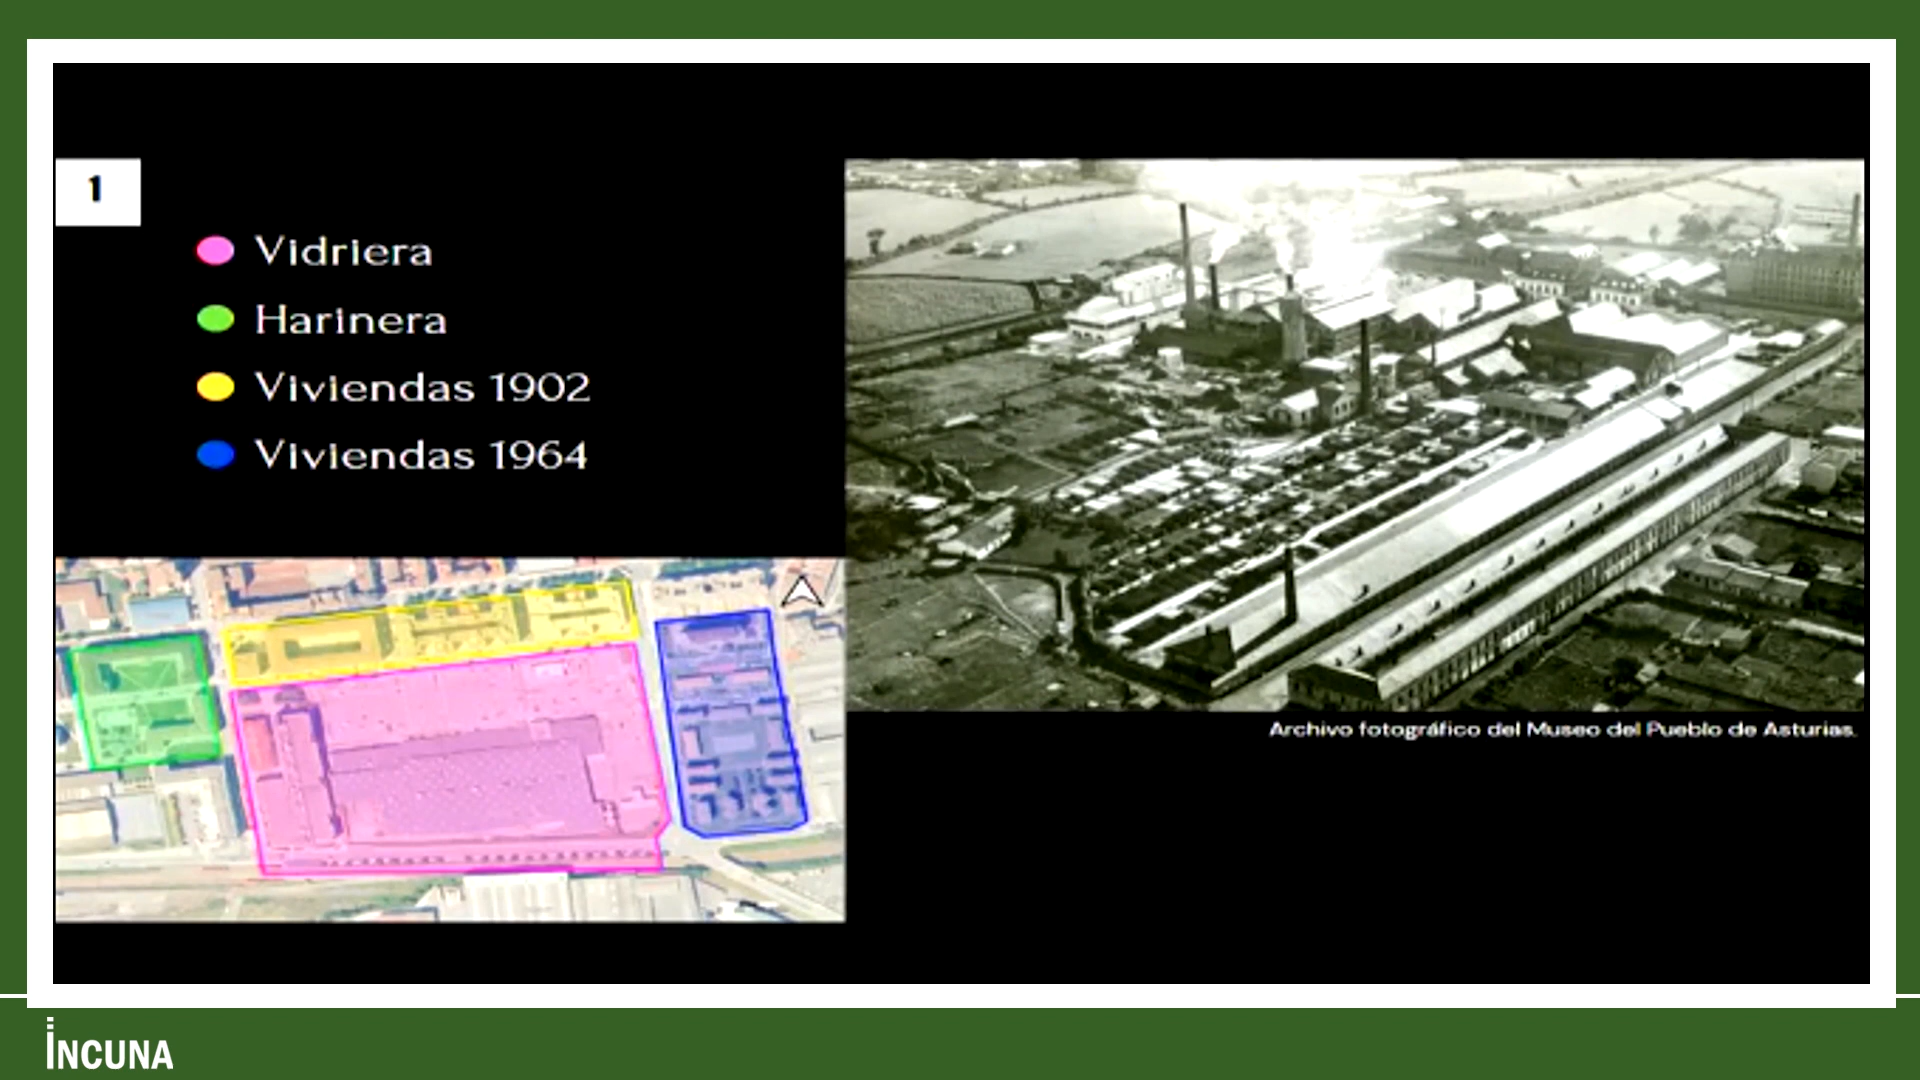 1
Vidriera
Harinera
Viviendas 1902
Viviendas 1964
Archivo fotográfico del Museo del Pueblo de Asturias.
INCUNA